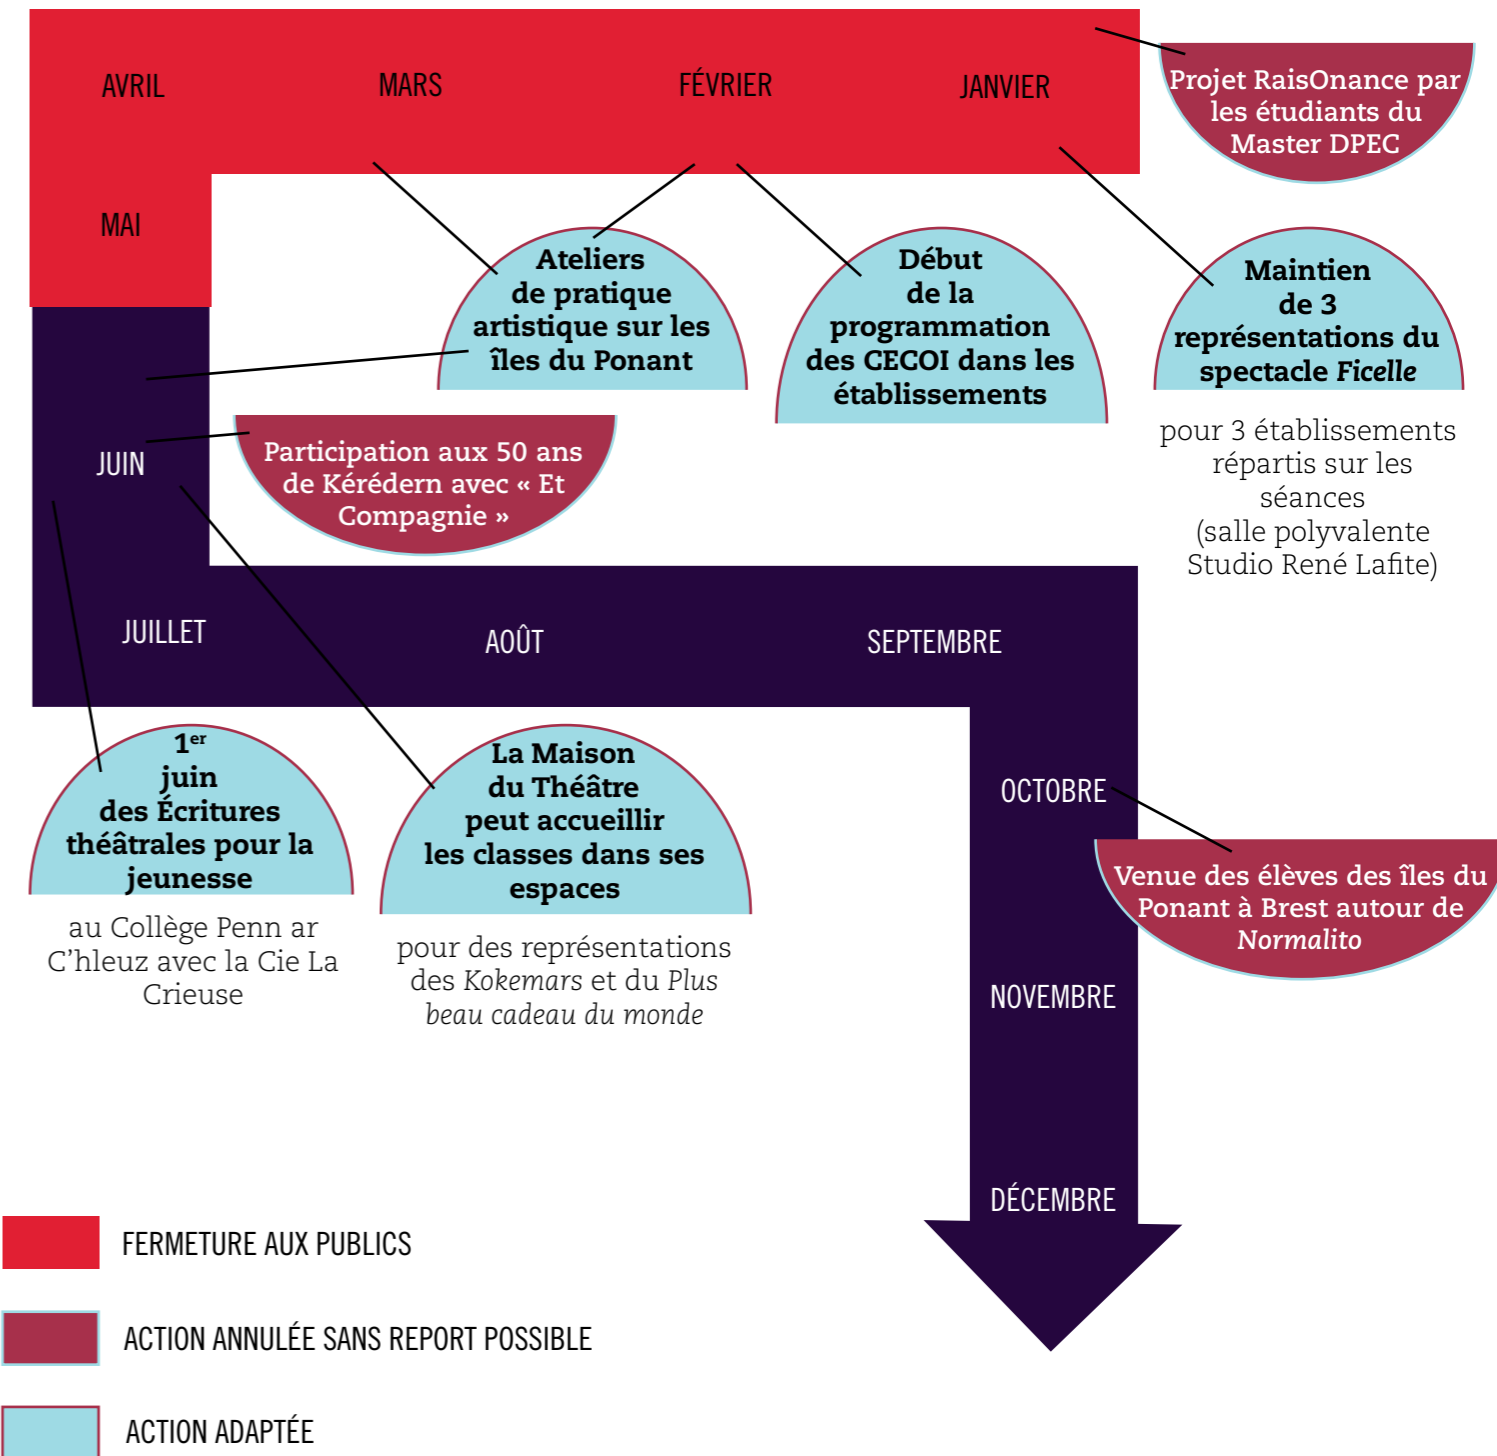 AVRIL
MARS
FÉVRIER
JANVIER
Projet RaisOnance par
les étudiants du
Master DPEC
MAI
Ateliers
de pratique
artistique sur les
îles du Ponant
Début
de la
programmation
des CECOI dans les
établissements
Maintien
de 3
représentations du
spectacle Ficelle
pour 3 établissements
répartis sur les
séances
(salle polyvalente
Studio René Lafite)
JUIN
Participation aux 50 ans
de Kérédern avec « Et
Compagnie »
JUILLET
AOÛT
SEPTEMBRE
1er
juin
des Écritures
théâtrales pour la
jeunesse
au Collège Penn ar
C'hleuz avec la Cie La
Crieuse
La Maison
du Théâtre
peut accueillir
les classes dans ses
espaces
pour des représentations
des Kokemars et du Plus
beau cadeau du monde
OCTOBRE
Venue des élèves des îles du
Ponant à Brest autour de
Normalito
NOVEMBRE
DÉCEMBRE
FERMETURE AUX PUBLICS
ACTION ANNULÉE SANS REPORT POSSIBLE
ACTION ADAPTÉE